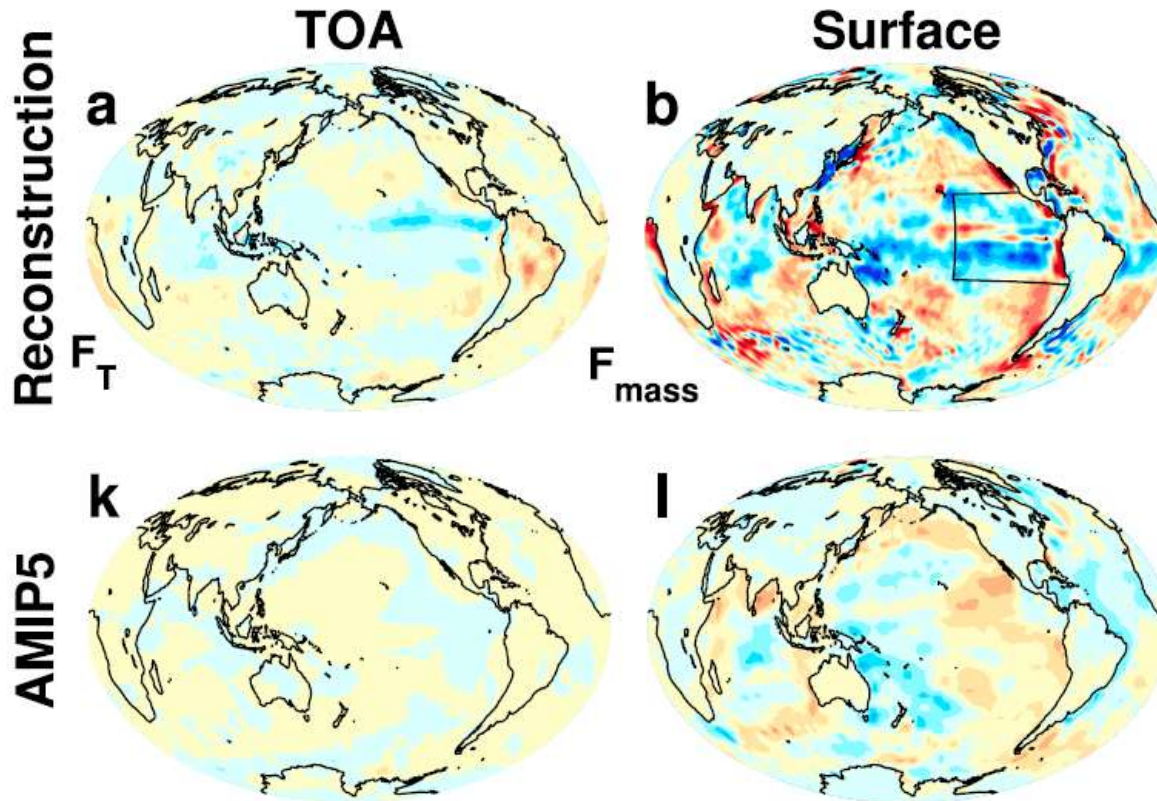 TOA
Surface
Reconstruction
a
b
F_T
F_mass
AMIP5
k
l